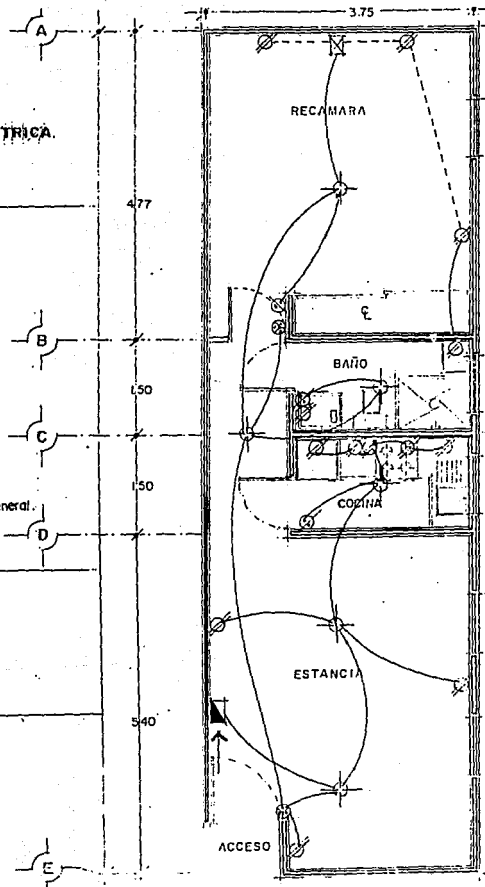 3.75
A
RECAMARA
TRICA.
4.77
B
BAÑO
1.50
C
1.50
COCINA
neral.
D
ESTANCIA
5.40
ACCESO
E